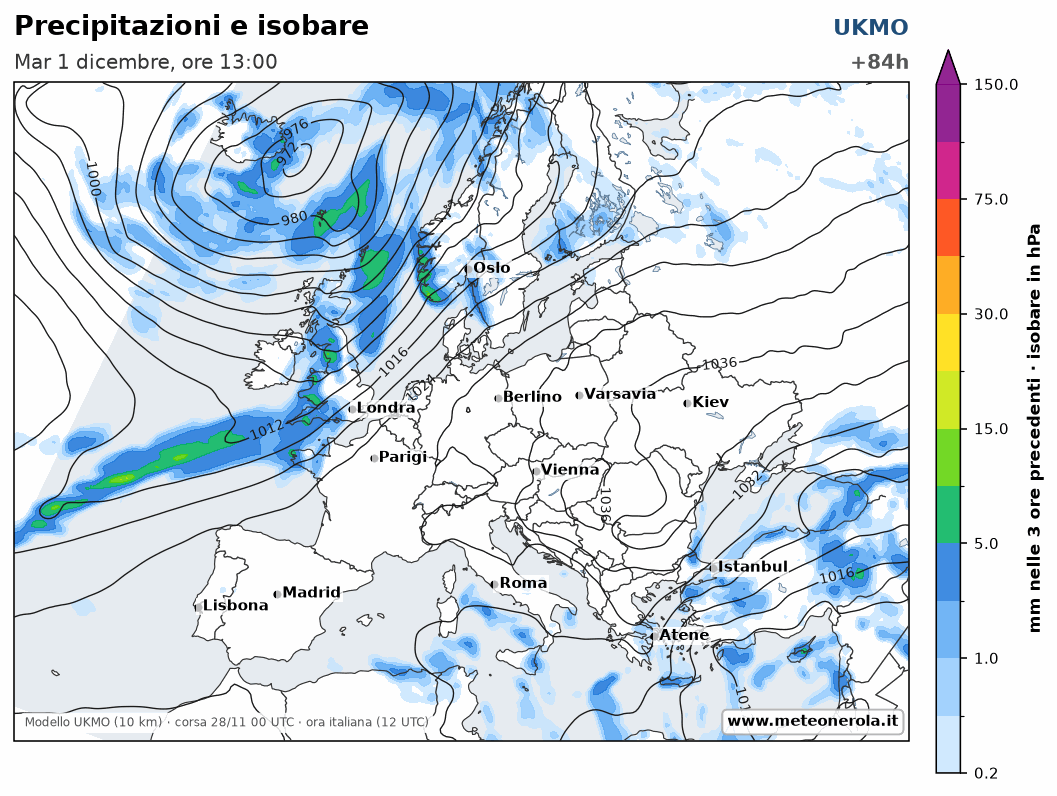 Precipitazioni e isobare
UKMO
Mar 1 dicembre, ore 13:00
+84h
150.0
75.0
30.0
15.0
5.0
1.0
0.2
mm nelle 3 ore precedenti · isobare in hPa
976
972
1000
980
Oslo
1016
1036
1024
Berlino
Varsavia
Kiev
Londra
1012
Parigi
Vienna
1032
1036
Istanbul
1016
Roma
Madrid
Lisbona
Atene
Modello UKMO (10 km) · corsa 28/11 00 UTC · ora italiana (12 UTC)
www.meteonerola.it